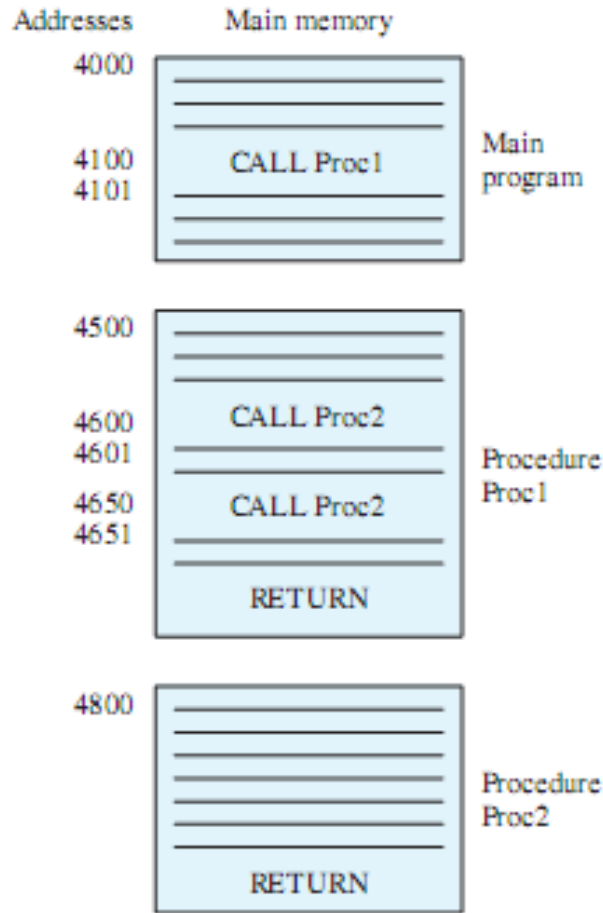 Addresses Main memory
4000
4100 CALL Proc1
4101
Main
program
4500
4600 CALL Proc2
4601
4650 CALL Proc2
4651
RETURN
Procedure
Proc1
4800
RETURN
Procedure
Proc2